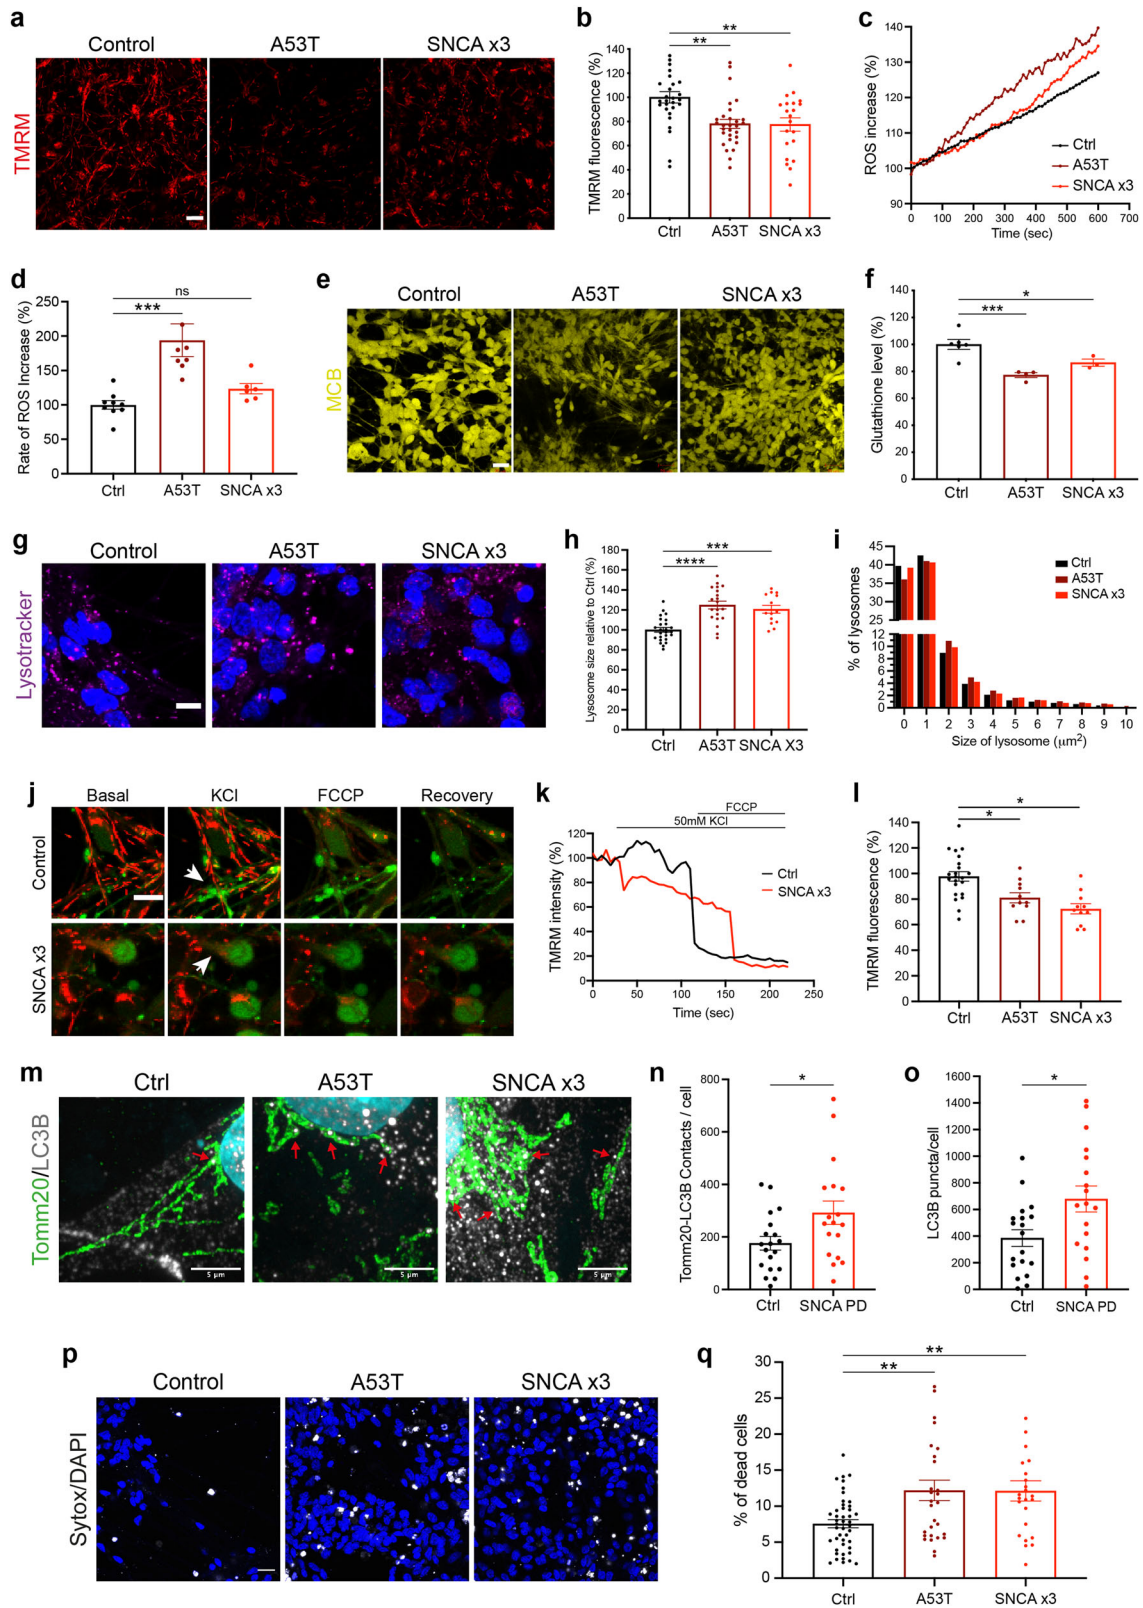 a
Control A53T SNCA x3
TMRM
b
** 
**
TMRM fluorescence (%)
140
120
100
80
60
40
20
0
Ctrl A53T SNCA x3
c
ROS increase (%)
140
130
120
110
100
90
Ctrl
A53T
SNCA x3
0 100 200 300 400 500 600 700
Time (sec)
d
ns
***
Rate of ROS Increase (%)
250
200
150
100
50
0
Ctrl A53T SNCA x3
e
Control A53T SNCA x3
MCB
f
*
***
Glutathione level (%)
140
120
100
80
60
40
20
0
Ctrl A53T SNCA x3
g
Control A53T SNCA x3
Lysotracker
h
***
****
Lysosome size relative to Ctrl (%)
180
160
140
120
100
80
60
40
20
0
Ctrl A53T SNCA X3
i
% of lysosomes
45
40
35
30
25
12
10
8
6
4
2
0
Ctrl
A53T
SNCA x3
0 1 2 3 4 5 6 7 8 9 10
Size of lysosome (μm²)
j
Basal KCl FCCP Recovery
Control
SNCA x3
k
FCCP
50mM KCl
TMRM intensity (%)
120
100
80
60
40
20
0
Ctrl
SNCA x3
0 50 100 150 200 250
Time (sec)
l
*
*
TMRM fluorescence (%)
140
120
100
80
60
40
20
0
Ctrl A53T SNCA x3
m
Ctrl A53T SNCA x3
Tomm20/LC3B
5 μm 5 μm 5 μm
n
*
Tomm20-LC3B Contacts / cell
800
600
400
200
0
Ctrl SNCA PD
o
*
LC3B puncta/cell
1600
1400
1200
1000
800
600
400
200
0
Ctrl SNCA PD
p
Control A53T SNCA x3
Sytox/DAPI
q
**
**
% of dead cells
30
25
20
15
10
5
0
Ctrl A53T SNCA x3